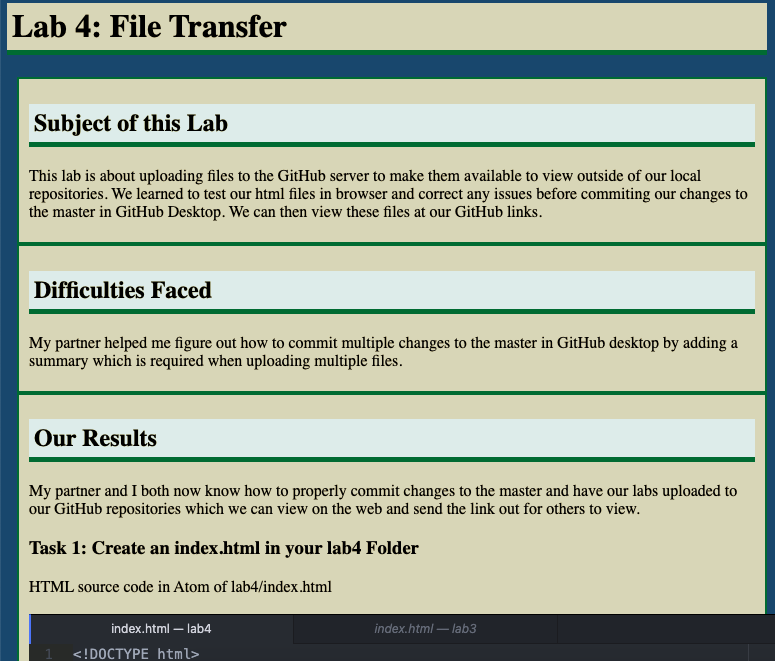 Lab 4: File Transfer
Subject of this Lab
This lab is about uploading files to the GitHub server to make them available to view outside of our local
repositories. We learned to test our html files in browser and correct any issues before commiting our changes to
the master in GitHub Desktop. We can then view these files at our GitHub links.
Difficulties Faced
My partner helped me figure out how to commit multiple changes to the master in GitHub desktop by adding a
summary which is required when uploading multiple files.
Our Results
My partner and I both now know how to properly commit changes to the master and have our labs uploaded to
our GitHub repositories which we can view on the web and send the link out for others to view.
Task 1: Create an index.html in your lab4 Folder
HTML source code in Atom of lab4/index.html
index.html — lab4 index.html — lab3
1 <!DOCTYPE html>